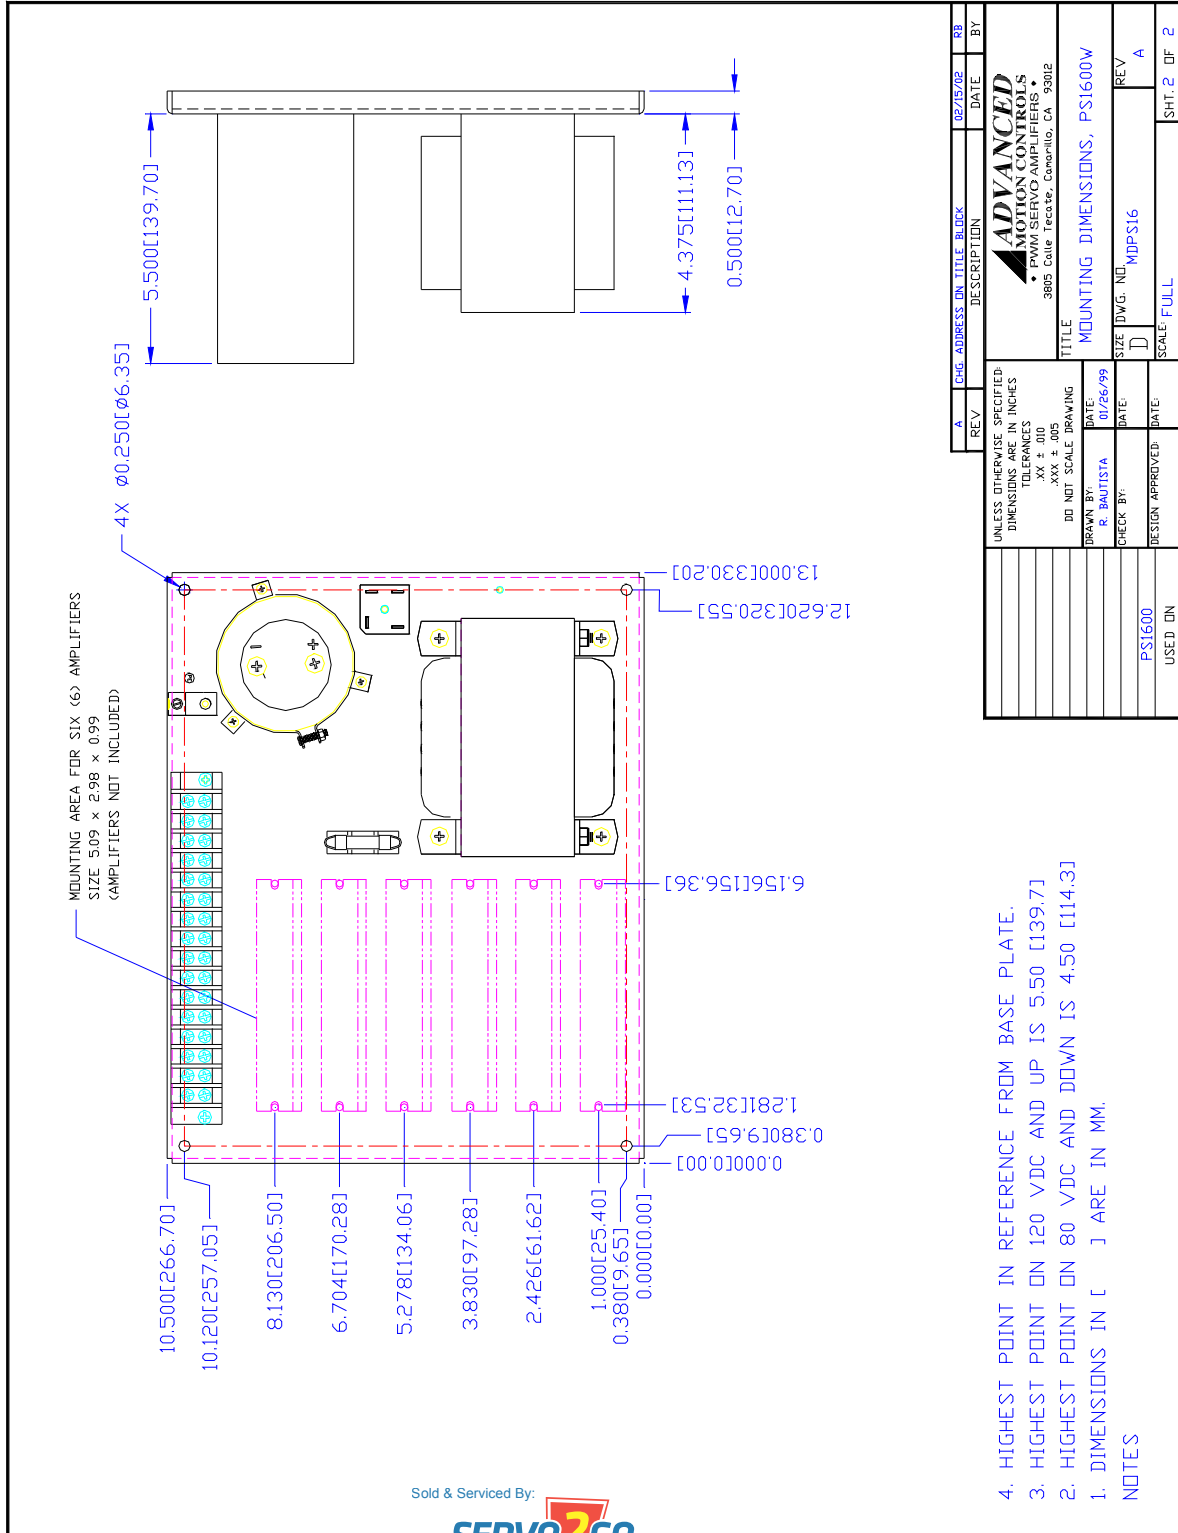 5.500[139.70]
4.375[111.13]
0.500[12.70]
4X ø0.250[ø6.35]
MOUNTING AREA FOR SIX (6) AMPLIFIERS
SIZE 5.09 x 2.98 x 0.99
(AMPLIFIERS NOT INCLUDED)
13.000[330.20]
12.620[320.55]
6.156[156.36]
1.281[32.53]
0.380[9.65]
0.000[0.00]
10.500[266.70]
10.120[257.05]
8.130[206.50]
6.704[170.28]
5.278[134.06]
3.830[97.28]
2.426[61.62]
1.000[25.40]
0.380[9.65]
0.000[0.00]
A CHG. ADDRESS ON TITLE BLOCK 02/15/02 RB
REV DESCRIPTION DATE BY
UNLESS OTHERWISE SPECIFIED:
DIMENSIONS ARE IN INCHES
TOLERANCES
.XX ± .010
.XXX ± .005
DO NOT SCALE DRAWING
DRAWN BY: R. BAUTISTA
DATE: 01/26/99
CHECK BY:
DATE:
DESIGN APPROVED:
DATE:
ADVANCED
MOTION CONTROLS
• PWM SERVO AMPLIFIERS •
3805 Calle Tecate, Camarillo, CA 93012
TITLE
MOUNTING DIMENSIONS, PS1600W
SIZE D
DWG. NO. MDPS16
REV A
SCALE: FULL
SHT. 2 OF 2
PS1600
USED ON
4. HIGHEST POINT IN REFERENCE FROM BASE PLATE.
3. HIGHEST POINT ON 120 VDC AND UP IS 5.50 [139.7]
2. HIGHEST POINT ON 80 VDC AND DOWN IS 4.50 [114.3]
1. DIMENSIONS IN [ ] ARE IN MM.
NOTES
Sold & Serviced By:
SERVO2GO